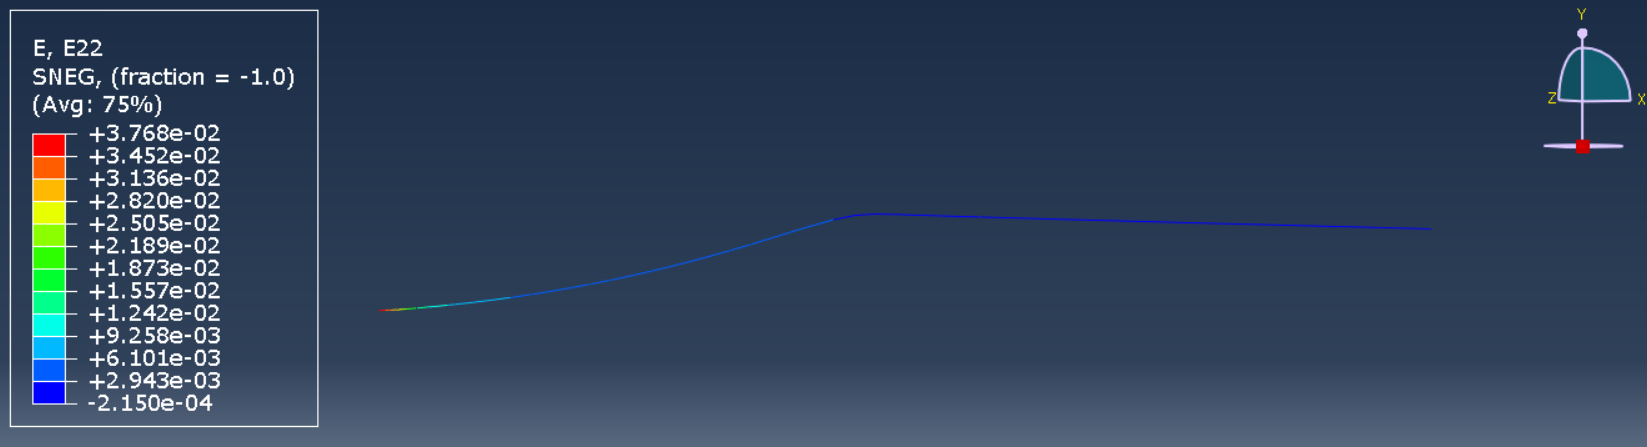 E, E22
SNEG, (fraction = -1.0)
(Avg: 75%)
+3.768e-02
+3.452e-02
+3.136e-02
+2.820e-02
+2.505e-02
+2.189e-02
+1.873e-02
+1.557e-02
+1.242e-02
+9.258e-03
+6.101e-03
+2.943e-03
-2.150e-04
Y
Z
X